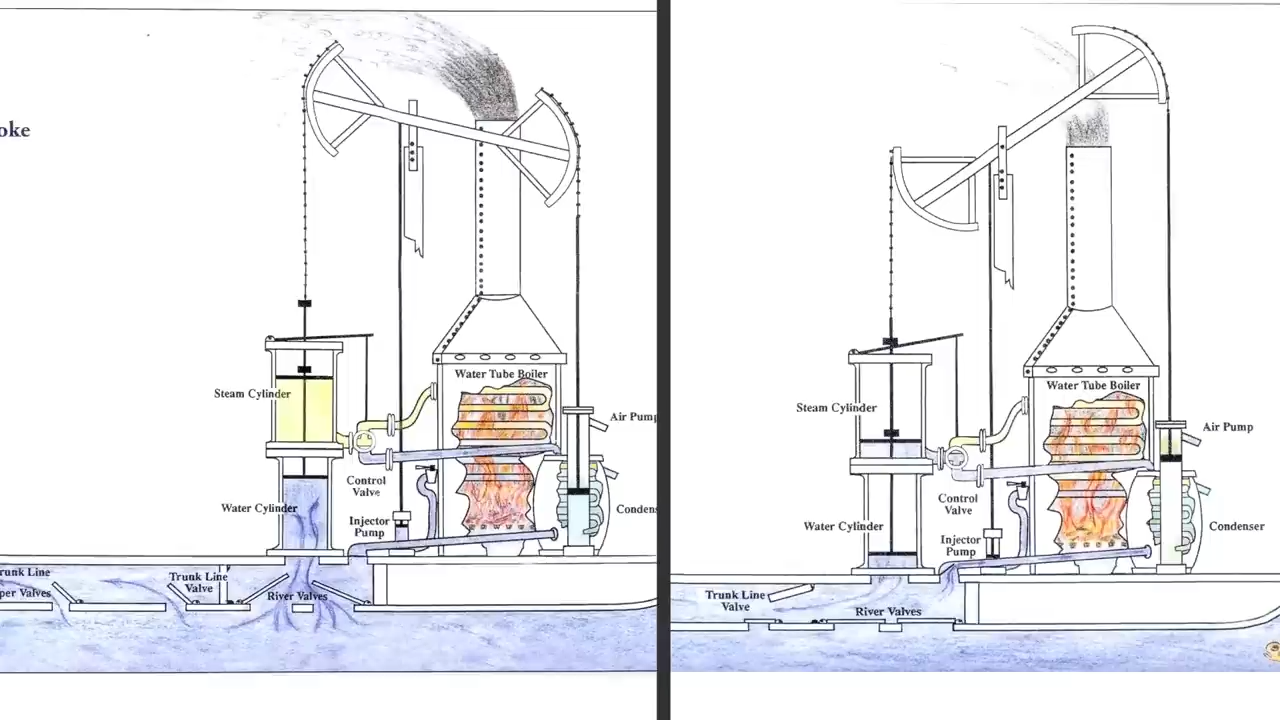 oke
Water Tube Boiler
Steam Cylinder
Air Pump
Control
Valve
Water Cylinder
Injector
Pump
Condens
runk Line
per Valves
Trunk Line
Valve
River Valves
Water Tube Boiler
Steam Cylinder
Air Pump
Control
Valve
Water Cylinder
Injector
Pump
Condenser
Trunk Line
Valve
River Valves